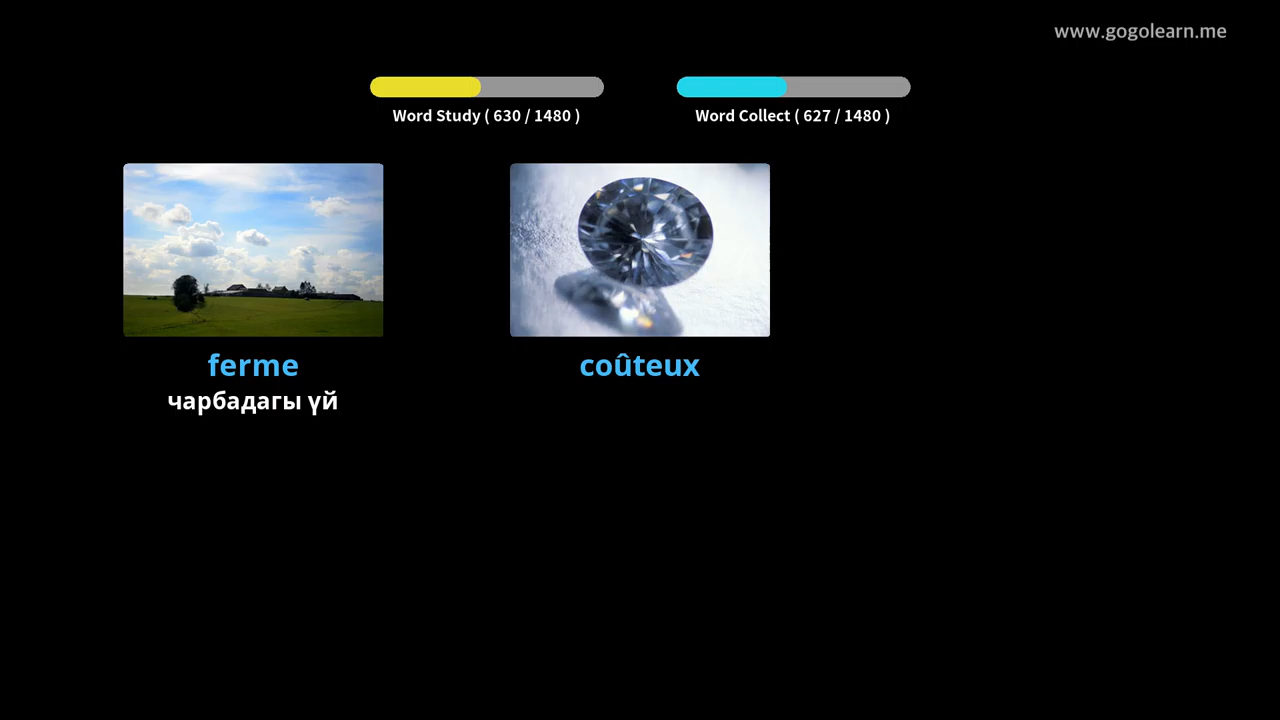 www.gogolearn.me
Word Study ( 630 / 1480 )
Word Collect ( 627 / 1480 )
ferme
чарбадагы үй
coûteux